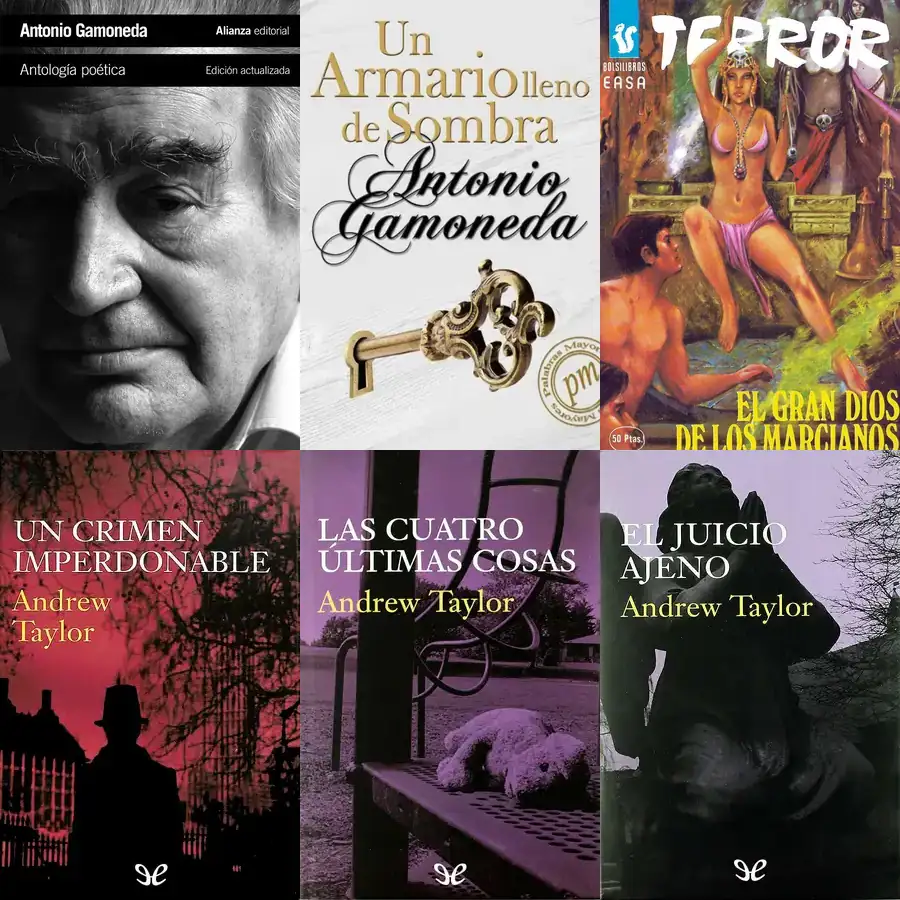 Antonio Gamoneda
Alianza editorial
Antología poética
Edición actualizada
Un
Armario lleno
de Sombra
Antonio
Gamoneda
Palabras Mayores
pm
BOLSILIBROS
EASA
TERROR
50 Ptas.
EL GRAN DIOS
DE LOS MARCIANOS
UN CRIMEN
IMPERDONABLE
Andrew
Taylor
LAS CUATRO
ÚLTIMAS COSAS
Andrew Taylor
EL JUICIO
AJENO
Andrew Taylor